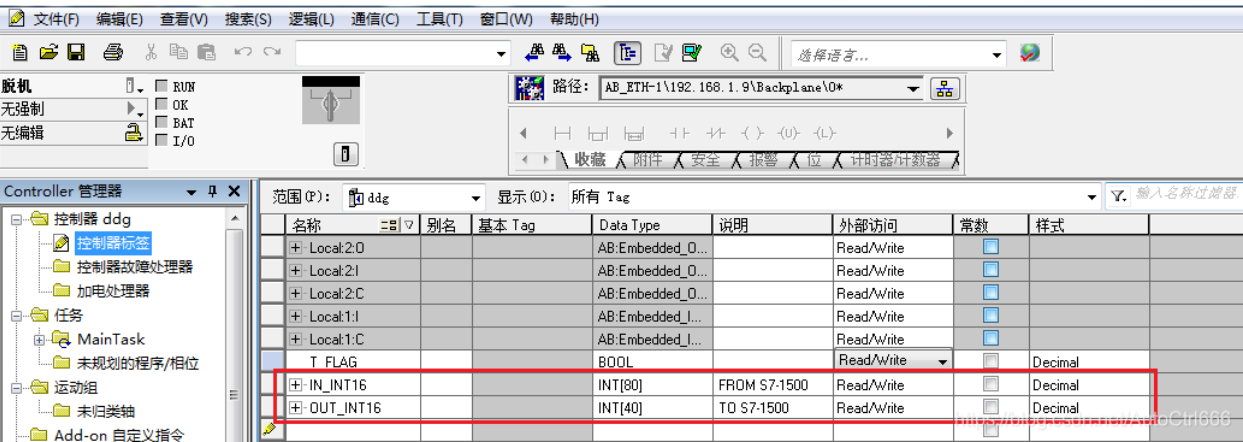 文件(F) 编辑(E) 查看(V) 搜索(S) 逻辑(L) 通信(C) 工具(T) 窗口(W) 帮助(H)
选择语言...
脱机 RUN
无强制 OK
无编辑 BAT
I/O
路径: AB_ETH-1\192.168.1.9\Backplane\0*
收藏 附件 安全 报警 位 计时器/计数器
Controller 管理器
控制器 ddg
控制器标签
控制器故障处理器
加电处理器
任务
MainTask
未规划的程序/相位
运动组
未归类轴
Add-on 自定义指令
范围(P): ddg 显示(O): 所有 Tag 输入名称过滤器.
名称 别名 基本 Tag Data Type 说明 外部访问 常数 样式
Local:2:O AB:Embedded_O... Read/Write
Local:2:I AB:Embedded_O... Read/Write
Local:2:C AB:Embedded_O... Read/Write
Local:1:I AB:Embedded_I... Read/Write
Local:1:C AB:Embedded_I... Read/Write
T_FLAG BOOL Read/Write Decimal
IN_INT16 INT[80] FROM S7-1500 Read/Write Decimal
OUT_INT16 INT[40] TO S7-1500 Read/Write Decimal
https://blog.csdn.net/AutoCtrl666